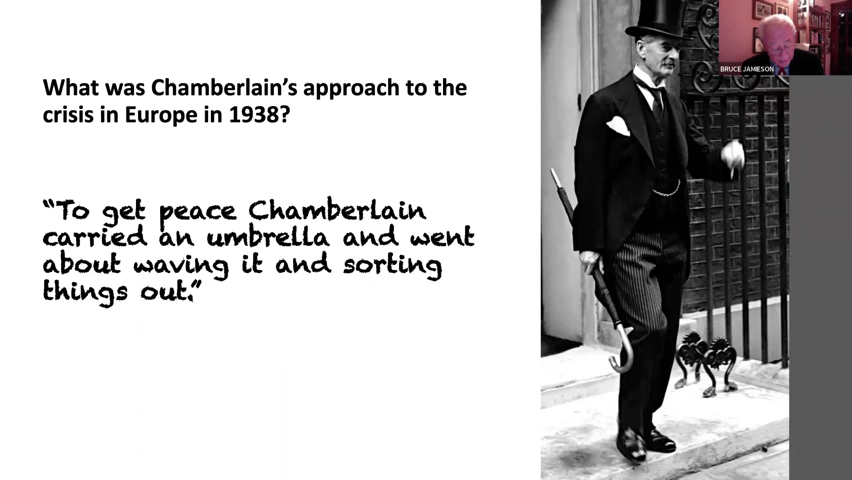 BRUCE JAMIESON
What was Chamberlain's approach to the
crisis in Europe in 1938?
“To get peace Chamberlain
carried an umbrella and went
about waving it and sorting
things out.”